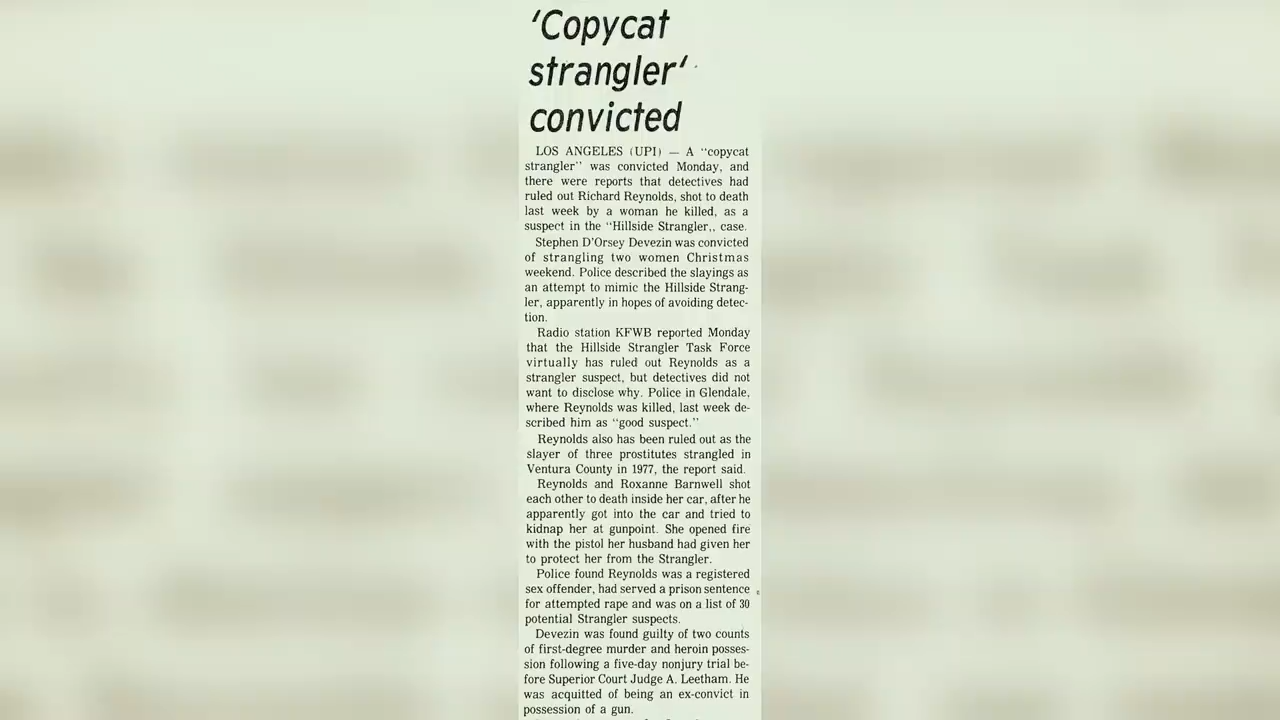 'Copycat
strangler'
convicted
LOS ANGELES (UPI) — A "copycat
strangler" was convicted Monday, and
there were reports that detectives had
ruled out Richard Reynolds, shot to death
last week by a woman he killed, as a
suspect in the "Hillside Strangler,, case.
Stephen D'Orsey Devezin was convicted
of strangling two women Christmas
weekend. Police described the slayings as
an attempt to mimic the Hillside Strang-
ler, apparently in hopes of avoiding detec-
tion.
Radio station KFWB reported Monday
that the Hillside Strangler Task Force
virtually has ruled out Reynolds as a
strangler suspect, but detectives did not
want to disclose why. Police in Glendale,
where Reynolds was killed, last week de-
scribed him as "good suspect."
Reynolds also has been ruled out as the
slayer of three prostitutes strangled in
Ventura County in 1977, the report said.
Reynolds and Roxanne Barnwell shot
each other to death inside her car, after he
apparently got into the car and tried to
kidnap her at gunpoint. She opened fire
with the pistol her husband had given her
to protect her from the Strangler.
Police found Reynolds was a registered
sex offender, had served a prison sentence
for attempted rape and was on a list of 30
potential Strangler suspects.
Devezin was found guilty of two counts
of first-degree murder and heroin posses-
sion following a five-day nonjury trial be-
fore Superior Court Judge A. Leetham. He
was acquitted of being an ex-convict in
possession of a gun.